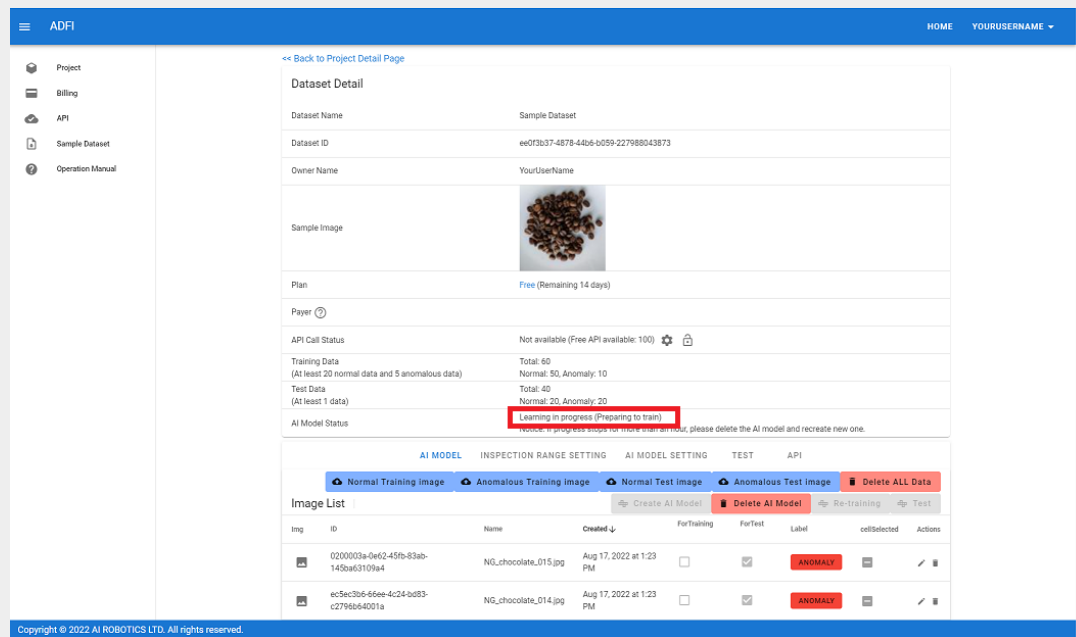 ADFI
HOME
YOURUSERNAME
Project
Billing
API
Sample Dataset
Operation Manual
<< Back to Project Detail Page
Dataset Detail
Dataset Name
Sample Dataset
Dataset ID
ee0f3b37-4878-44b6-b059-227988043873
Owner Name
YourUserName
Sample Image
Plan
Free (Remaining 14 days)
Payer
API Call Status
Not available (Free API available: 100)
Training Data
(At least 20 normal data and 5 anomalous data)
Total: 60
Normal: 50, Anomaly: 10
Test Data
(At least 1 data)
Total: 40
Normal: 20, Anomaly: 20
AI Model Status
Learning in progress (Preparing to train)
Notice: If progress stops for more than an hour, please delete the AI model and recreate new one.
AI MODEL
INSPECTION RANGE SETTING
AI MODEL SETTING
TEST
API
Normal Training image
Anomalous Training image
Normal Test image
Anomalous Test image
Delete ALL Data
Image List
Create AI Model
Delete AI Model
Re-training
Test
Img
ID
Name
Created
ForTraining
ForTest
Label
cellSelected
Actions
0200003a-0e62-45fb-83ab-
145ba63109a4
NG_chocolate_015.jpg
Aug 17, 2022 at 1:23
PM
ANOMALY
ec5ec3b6-66ee-4c24-bd83-
c2796b64001a
NG_chocolate_014.jpg
Aug 17, 2022 at 1:23
PM
ANOMALY
Copyright © 2022 AI ROBOTICS LTD. All rights reserved.